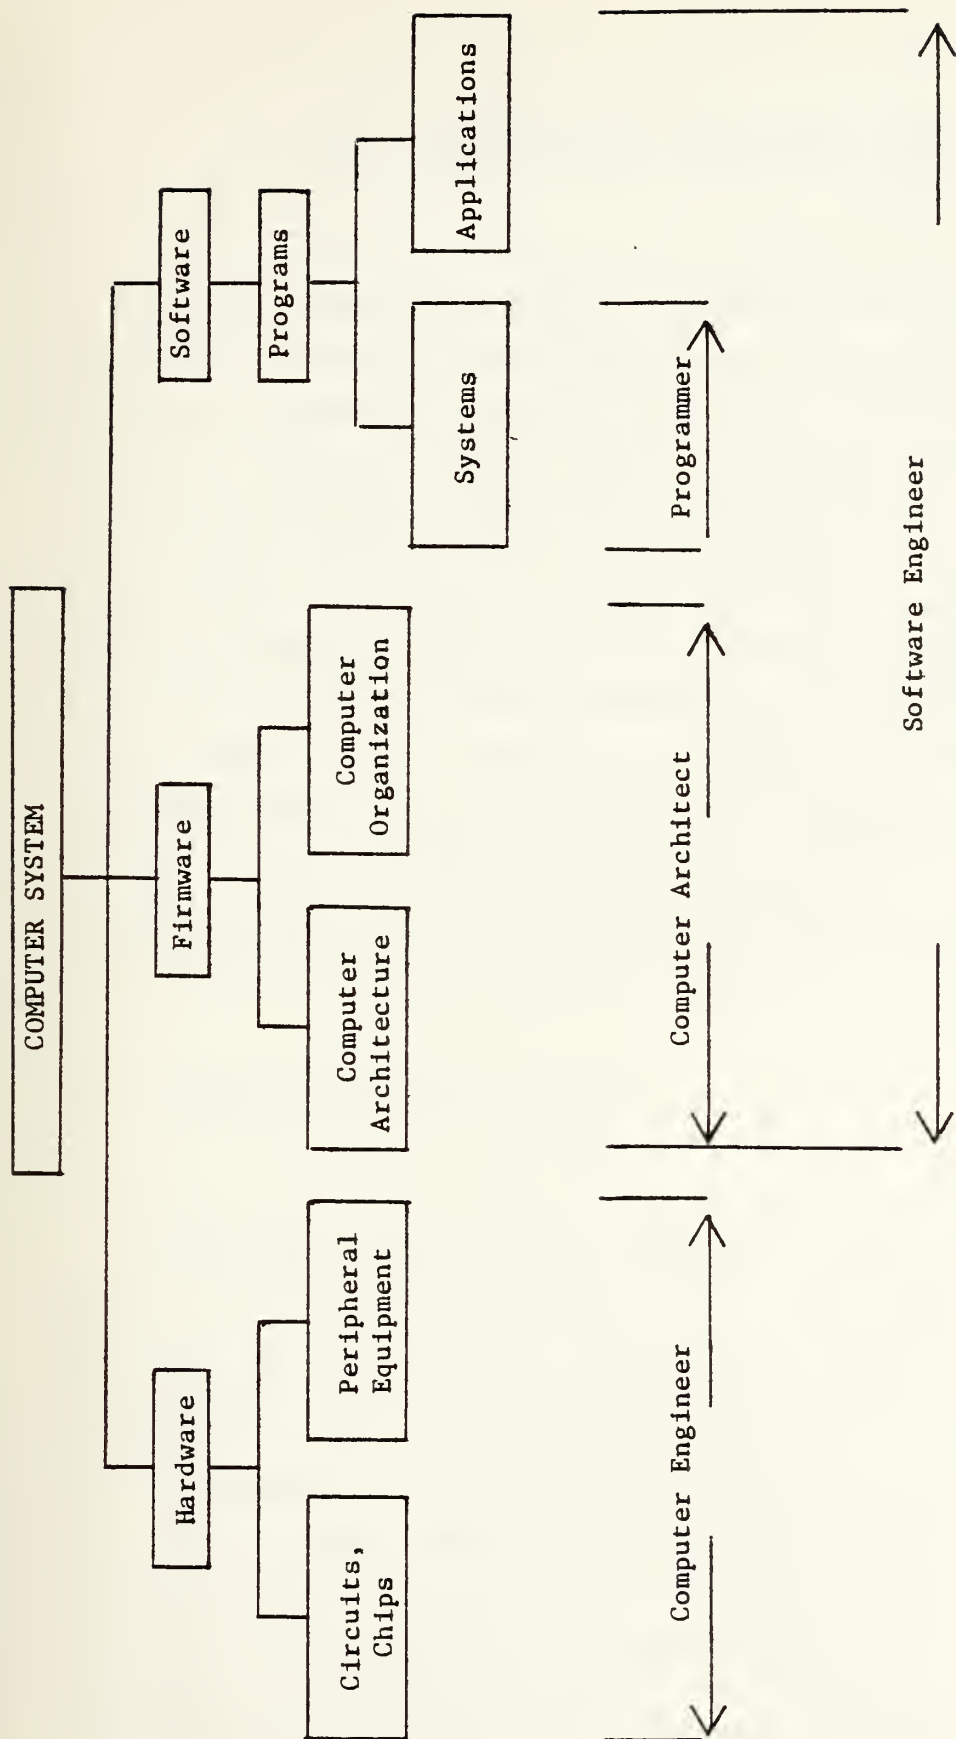 COMPUTER SYSTEM
Hardware
Firmware
Software
Programs
Circuits,
Chips
Peripheral
Equipment
Computer
Architecture
Computer
Organization
Systems
Applications
Computer Engineer
Computer Architect
Programmer
Software Engineer